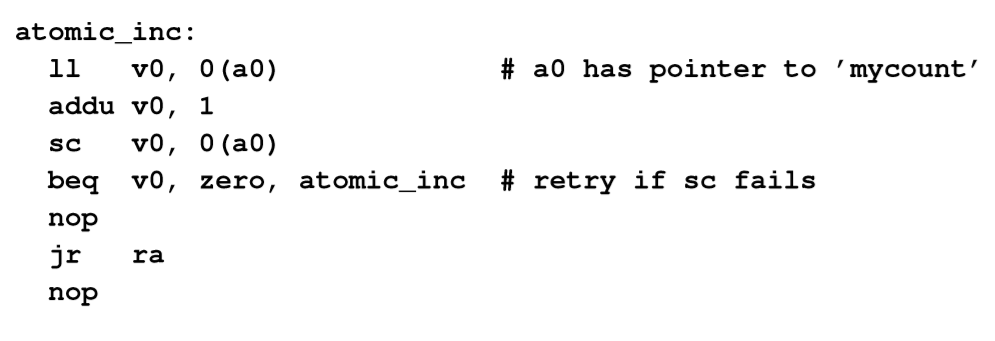 atomic_inc:
ll v0, 0(a0) # a0 has pointer to ’mycount’
addu v0, 1
sc v0, 0(a0)
beq v0, zero, atomic_inc # retry if sc fails
nop
jr ra
nop